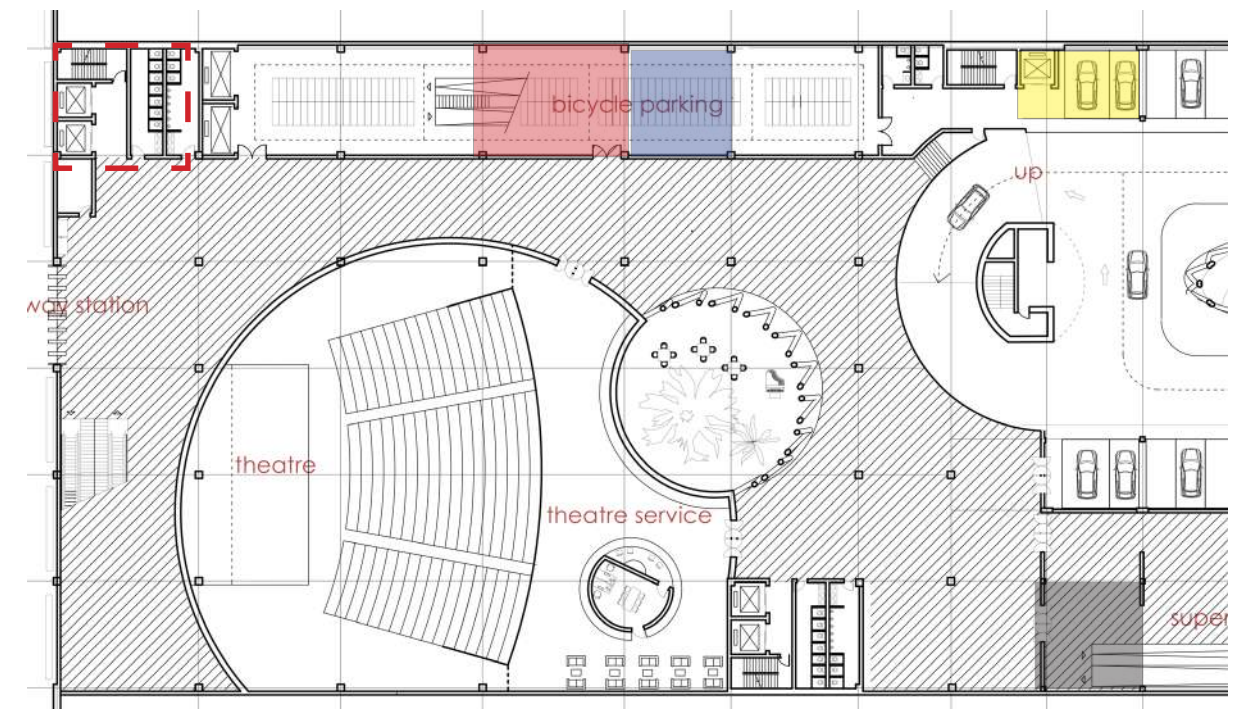 bicycle parking
up
way station
theatre
theatre service
super